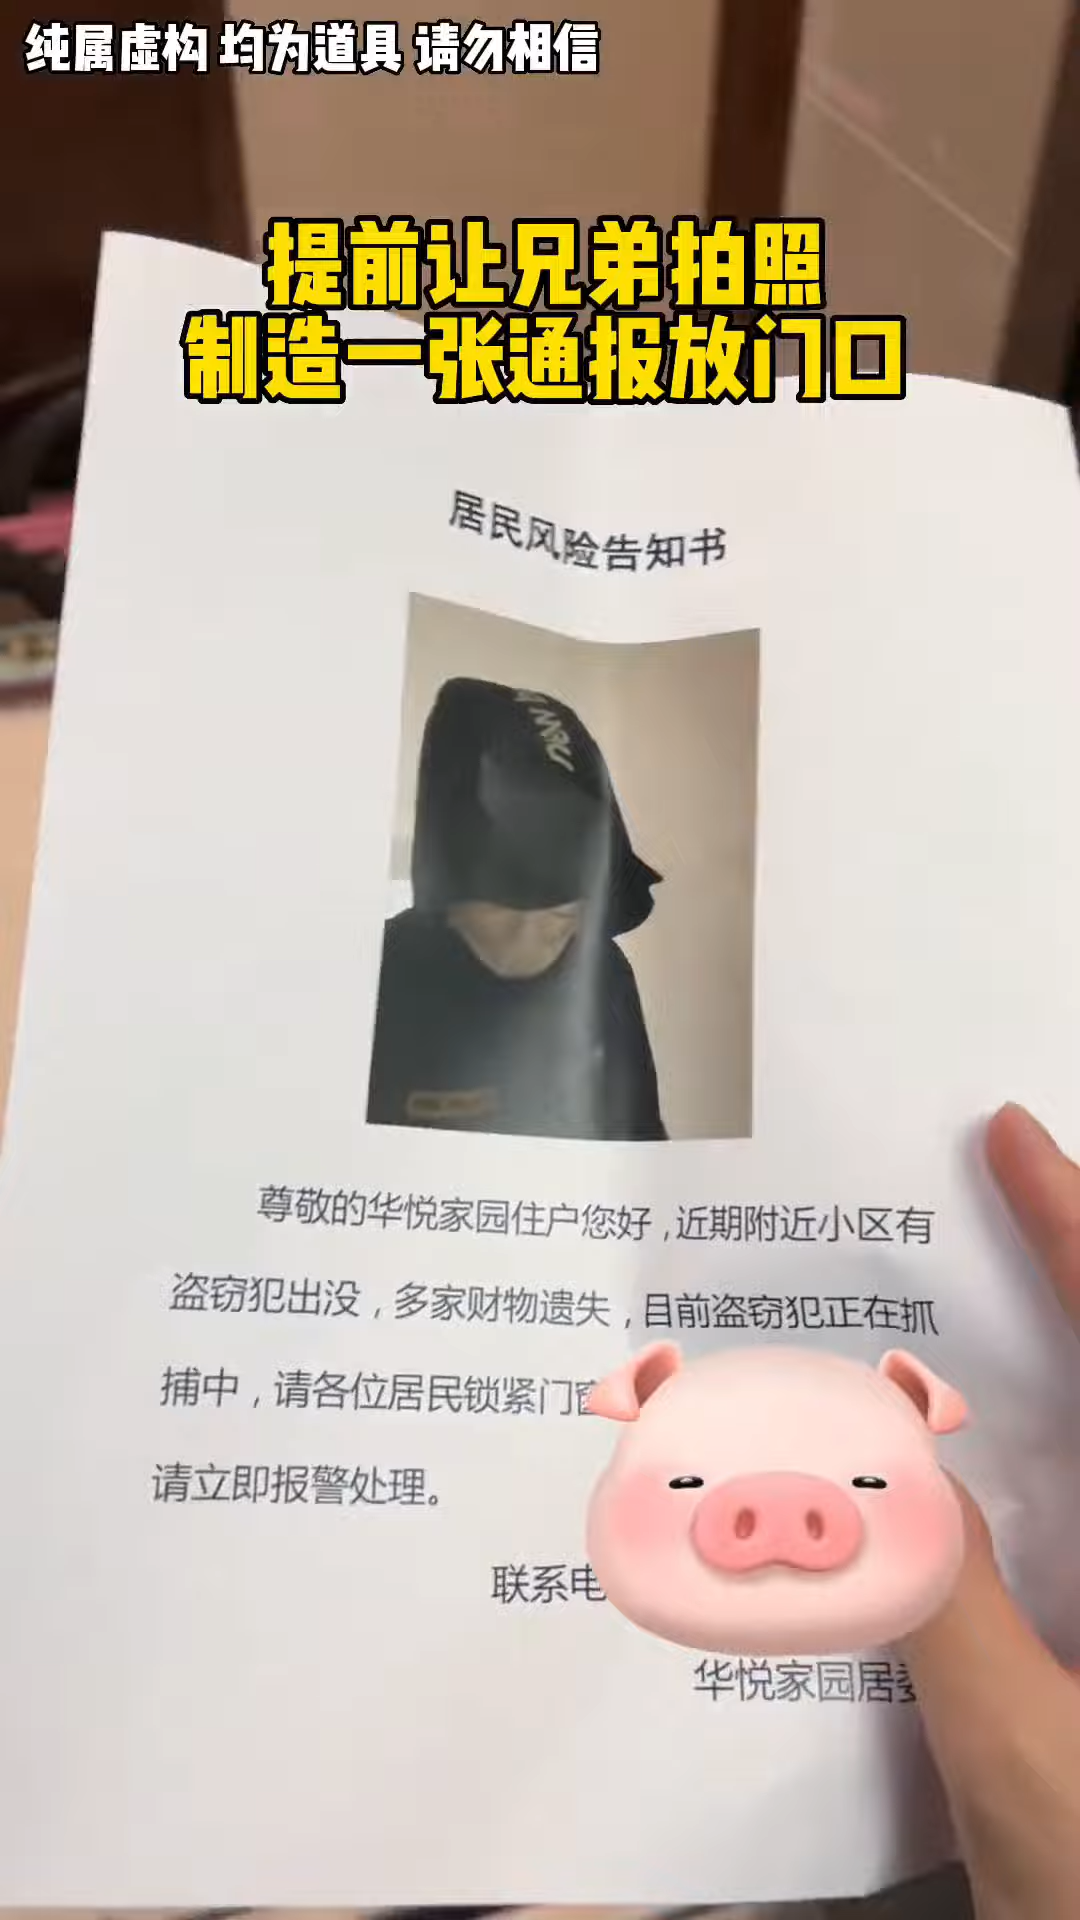 纯属虚构 均为道具 请勿相信
提前让兄弟拍照
制造一张通报放门口
居民风险告知书
尊敬的华悦家园住户您好，近期附近小区有
盗窃犯出没，多家财物遗失，目前盗窃犯正在抓
捕中，请各位居民锁紧门窗
请立即报警处理。
联系电
华悦家园居委